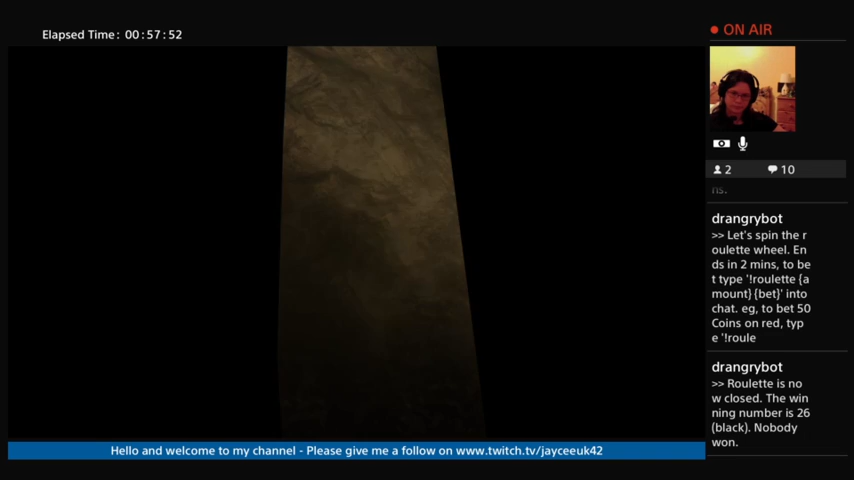 Elapsed Time: 00:57:52
ON AIR
2 10
ns.
drangrybot
>> Let's spin the r
oulette wheel. En
ds in 2 mins, to be
t type '!roulette {a
mount} {bet}' into
chat. eg, to bet 50
Coins on red, typ
e '!roule
drangrybot
>> Roulette is no
w closed. The win
ning number is 26
(black). Nobody
won.
Hello and welcome to my channel - Please give me a follow on www.twitch.tv/jayceeuk42